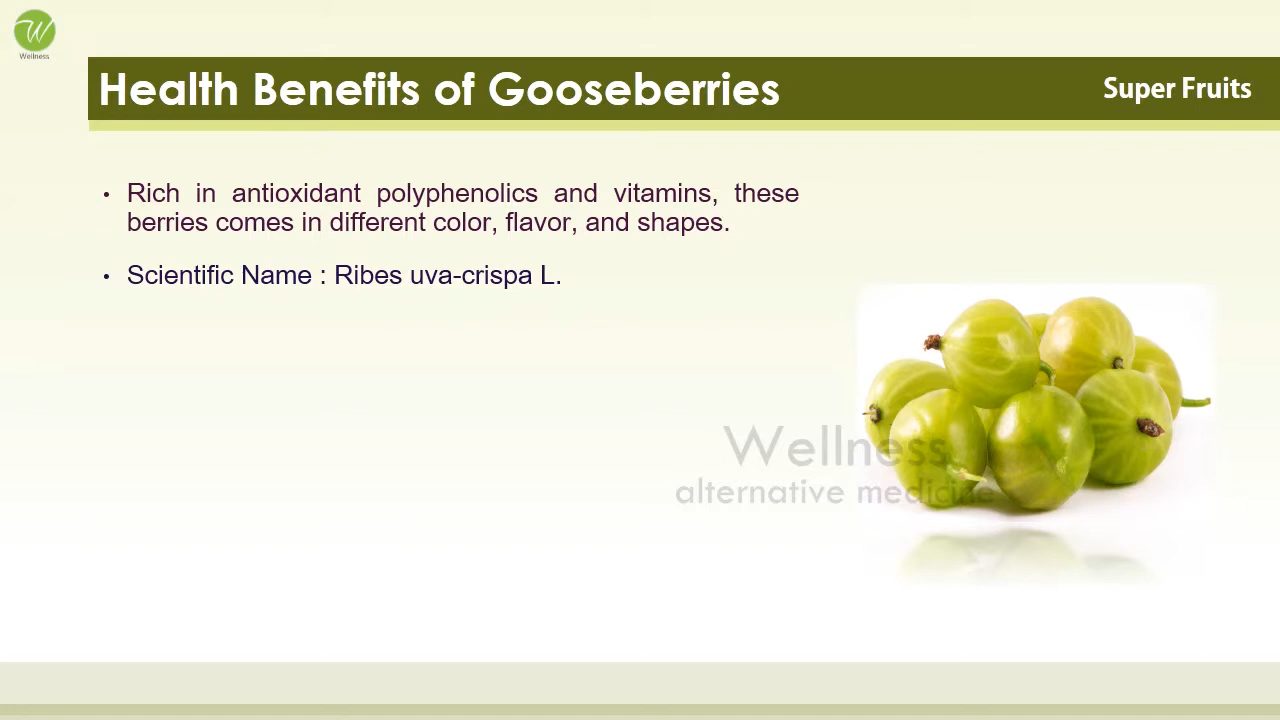 W
Wellness
Health Benefits of Gooseberries
Super Fruits
• Rich in antioxidant polyphenolics and vitamins, these
berries comes in different color, flavor, and shapes.
• Scientific Name : Ribes uva-crispa L.
Wellness
alternative medicine